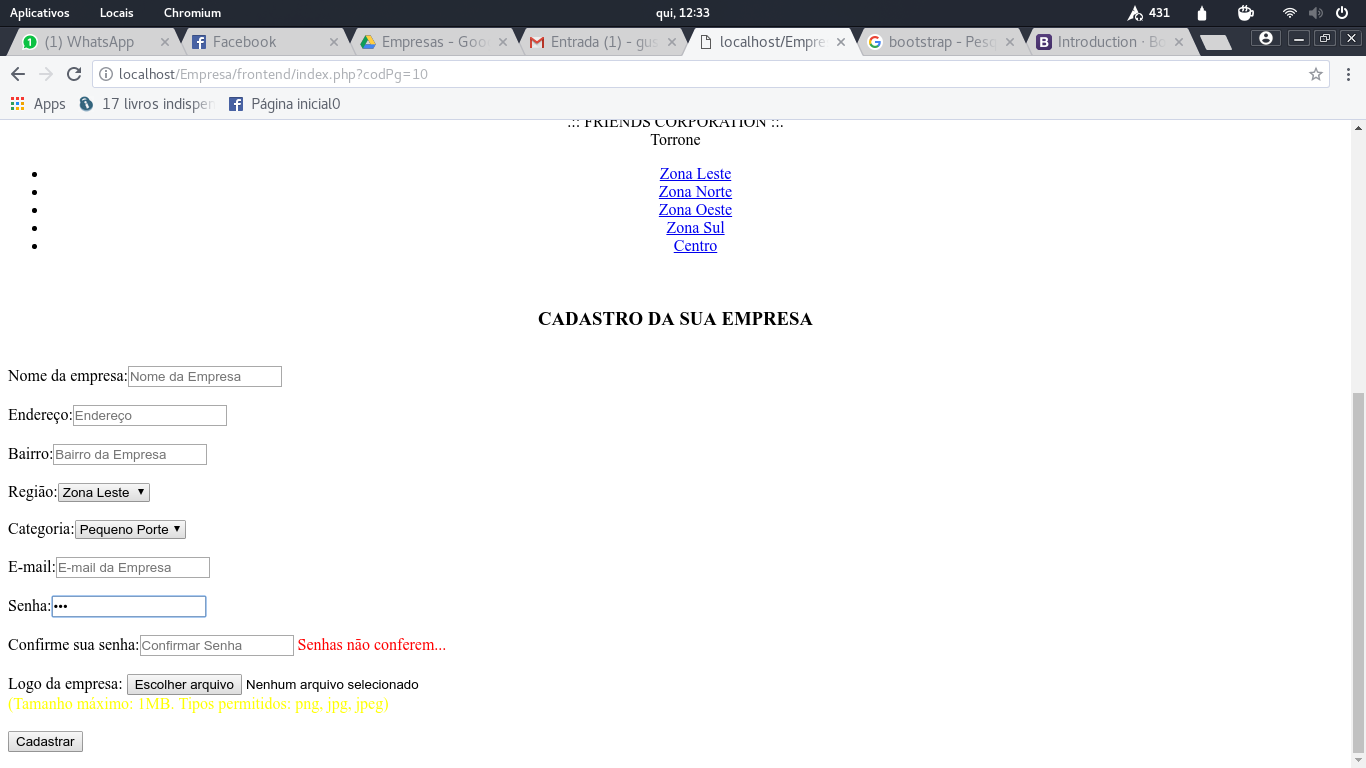 Aplicativos Locais Chromium qui, 12:33 431
(1) WhatsApp Facebook Empresas - Goo Entrada (1) - gus localhost/Empre bootstrap - Pesq Introduction · Bo
localhost/Empresa/frontend/index.php?codPg=10
Apps 17 livros indispen Página inicial0
.:: FRIENDS CORPORATION ::.
Torrone
Zona Leste
Zona Norte
Zona Oeste
Zona Sul
Centro
CADASTRO DA SUA EMPRESA
Nome da empresa: Nome da Empresa
Endereço: Endereço
Bairro: Bairro da Empresa
Região: Zona Leste
Categoria: Pequeno Porte
E-mail: E-mail da Empresa
Senha: •••
Confirme sua senha: Confirmar Senha Senhas não conferem...
Logo da empresa: Escolher arquivo Nenhum arquivo selecionado
(Tamanho máximo: 1MB. Tipos permitidos: png, jpg, jpeg)
Cadastrar